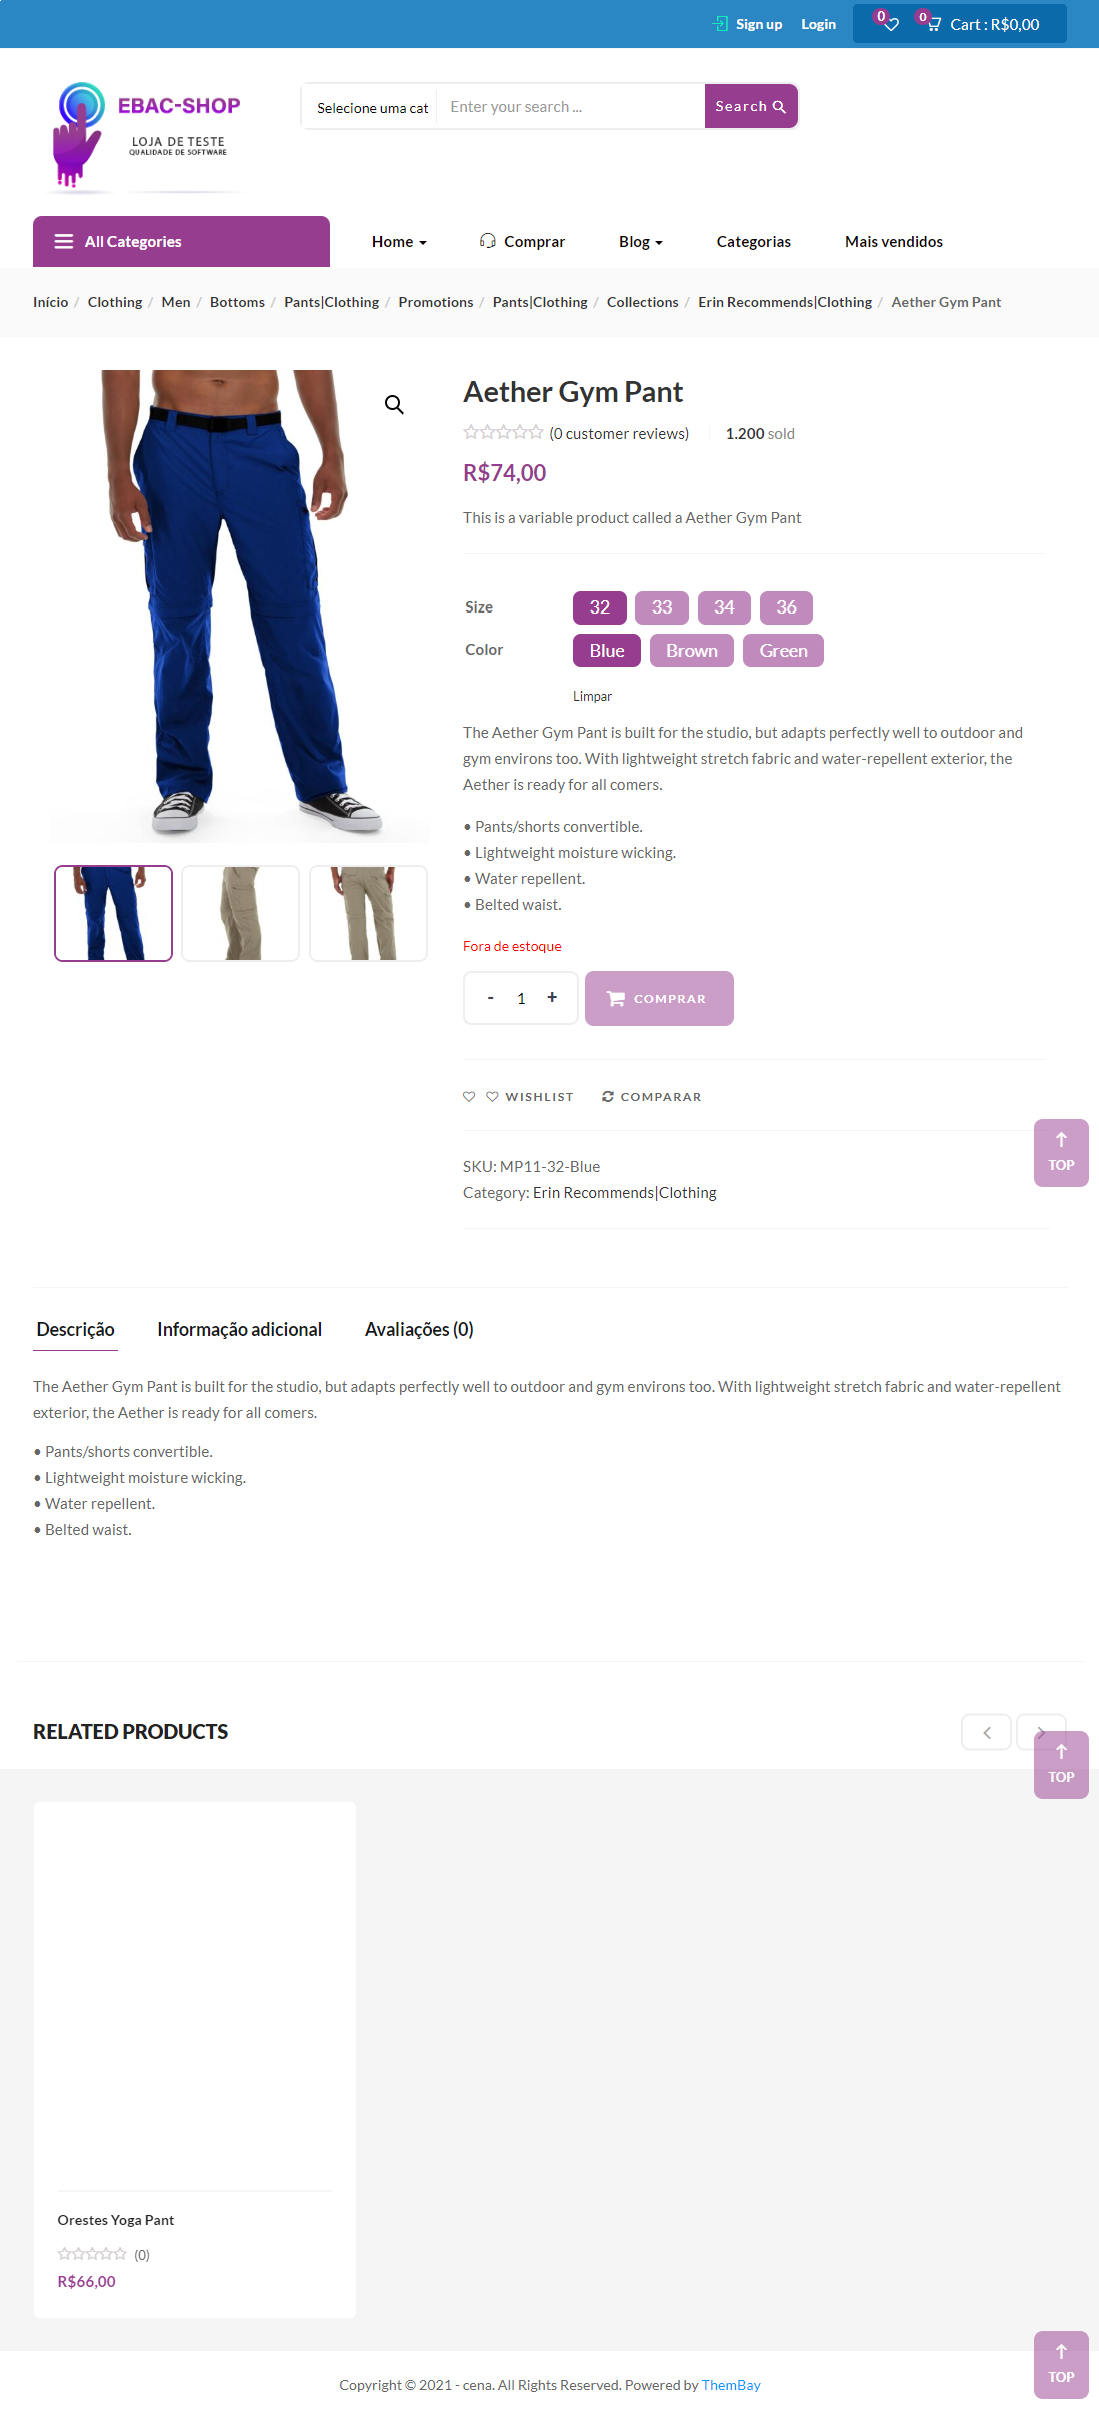 Sign up Login 0 0 Cart : R$0,00
EBAC-SHOP
LOJA DE TESTE
QUALIDADE DE SOFTWARE
Selecione uma cat Enter your search ... Search
All Categories Home Comprar Blog Categorias Mais vendidos
Início / Clothing / Men / Bottoms / Pants|Clothing / Promotions / Pants|Clothing / Collections / Erin Recommends|Clothing / Aether Gym Pant
Aether Gym Pant
(0 customer reviews) 1.200 sold
R$74,00
This is a variable product called a Aether Gym Pant
Size 32 33 34 36
Color Blue Brown Green
Limpar
The Aether Gym Pant is built for the studio, but adapts perfectly well to outdoor and
gym environs too. With lightweight stretch fabric and water-repellent exterior, the
Aether is ready for all comers.
• Pants/shorts convertible.
• Lightweight moisture wicking.
• Water repellent.
• Belted waist.
Fora de estoque
- 1 + COMPRAR
WISHLIST COMPARAR
TOP
SKU: MP11-32-Blue
Category: Erin Recommends|Clothing
Descrição Informação adicional Avaliações (0)
The Aether Gym Pant is built for the studio, but adapts perfectly well to outdoor and gym environs too. With lightweight stretch fabric and water-repellent
exterior, the Aether is ready for all comers.
• Pants/shorts convertible.
• Lightweight moisture wicking.
• Water repellent.
• Belted waist.
RELATED PRODUCTS
TOP
Orestes Yoga Pant
(0)
R$66,00
TOP
Copyright © 2021 - cena. All Rights Reserved. Powered by ThemBay